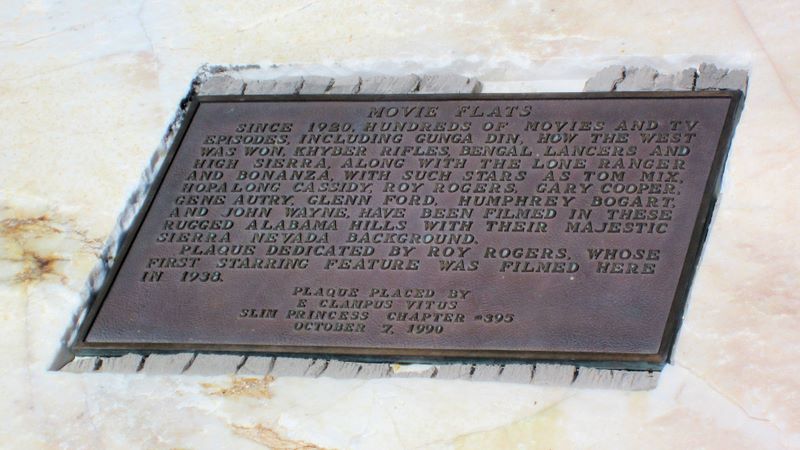 MOVIE FLATS
SINCE 1920, HUNDREDS OF MOVIES AND TV
EPISODES, INCLUDING GUNGA DIN, HOW THE WEST
WAS WON, KHYBER RIFLES, BENGAL LANCERS AND
HIGH SIERRA, ALONG WITH THE LONE RANGER
AND BONANZA, WITH SUCH STARS AS TOM MIX,
HOPALONG CASSIDY, ROY ROGERS, GARY COOPER,
GENE AUTRY, GLENN FORD, HUMPHREY BOGART,
AND JOHN WAYNE, HAVE BEEN FILMED IN THESE
RUGGED ALABAMA HILLS WITH THEIR MAJESTIC
SIERRA NEVADA BACKGROUND.
PLAQUE DEDICATED BY ROY ROGERS, WHOSE
FIRST STARRING FEATURE WAS FILMED HERE
IN 1938.
PLAQUE PLACED BY
E CLAMPUS VITUS
SLIM PRINCESS CHAPTER #395
OCTOBER 7, 1990